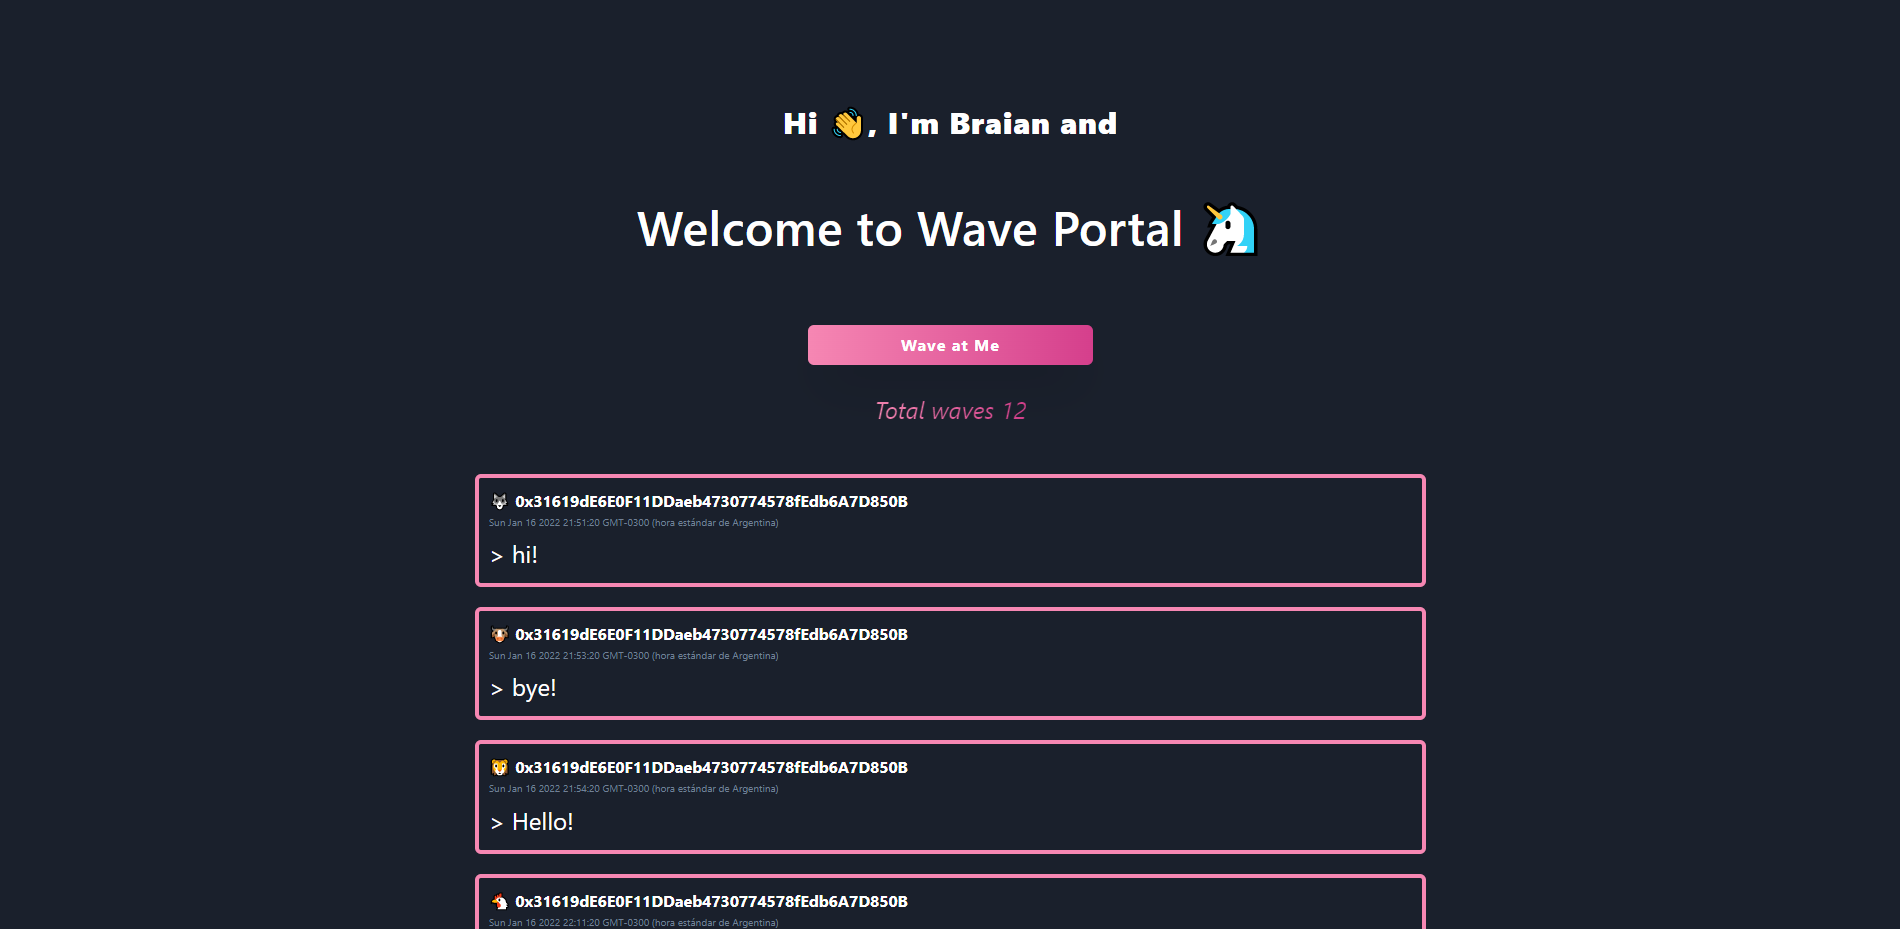 Hi 👋, I'm Braian and
Welcome to Wave Portal 🦄
Wave at Me
Total waves 12
🐺 0x31619dE6E0F11DDaeb4730774578fEdb6A7D850B
Sun Jan 16 2022 21:51:20 GMT-0300 (hora estándar de Argentina)
> hi!
🐮 0x31619dE6E0F11DDaeb4730774578fEdb6A7D850B
Sun Jan 16 2022 21:53:20 GMT-0300 (hora estándar de Argentina)
> bye!
🐯 0x31619dE6E0F11DDaeb4730774578fEdb6A7D850B
Sun Jan 16 2022 21:54:20 GMT-0300 (hora estándar de Argentina)
> Hello!
🐔 0x31619dE6E0F11DDaeb4730774578fEdb6A7D850B
Sun Jan 16 2022 22:11:20 GMT-0300 (hora estándar de Argentina)